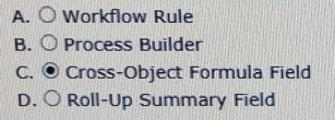 A. Workflow Rule
B. Process Builder
C. Cross-Object Formula Field
D. Roll-Up Summary Field